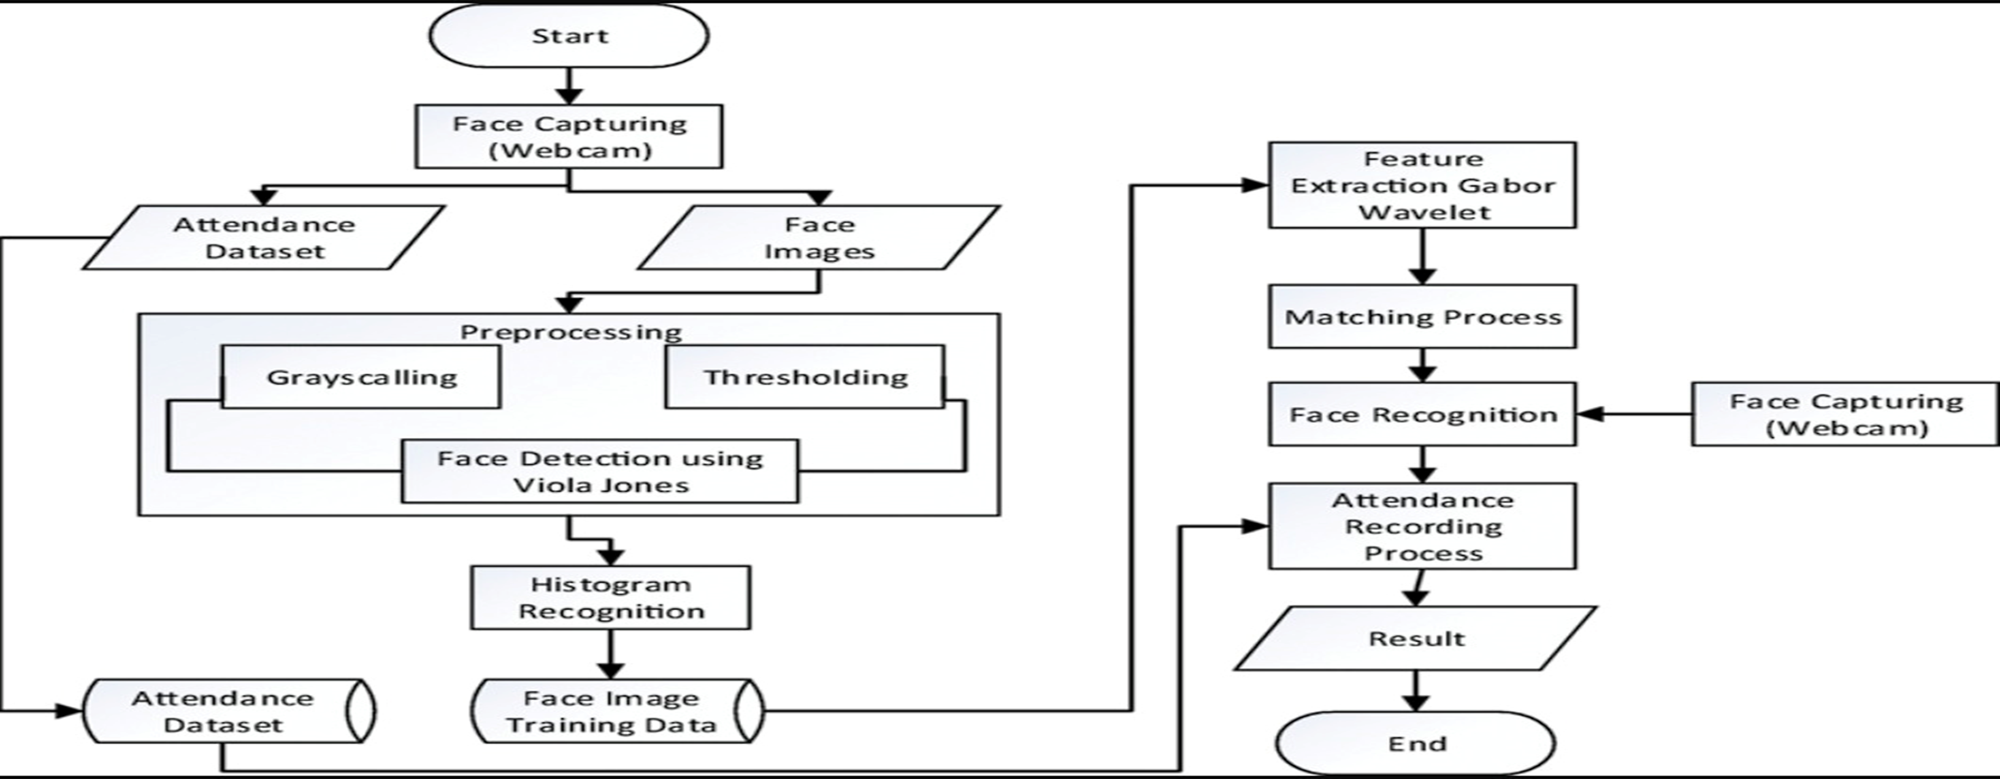 Start
Face Capturing
(Webcam)
Attendance
Dataset
Face
Images
Preprocessing
Grayscalling
Thresholding
Face Detection using
Viola Jones
Histogram
Recognition
Attendance
Dataset
Face Image
Training Data
Feature
Extraction Gabor
Wavelet
Matching Process
Face Recognition
Face Capturing
(Webcam)
Attendance
Recording
Process
Result
End